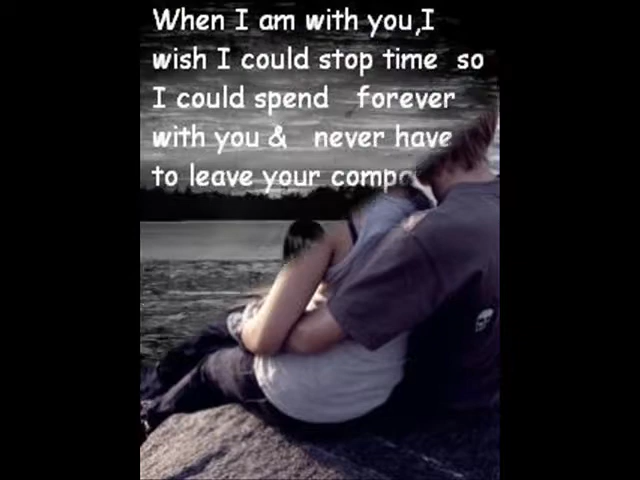 When I am with you,I
wish I could stop time so
I could spend forever
with you & never have
to leave your